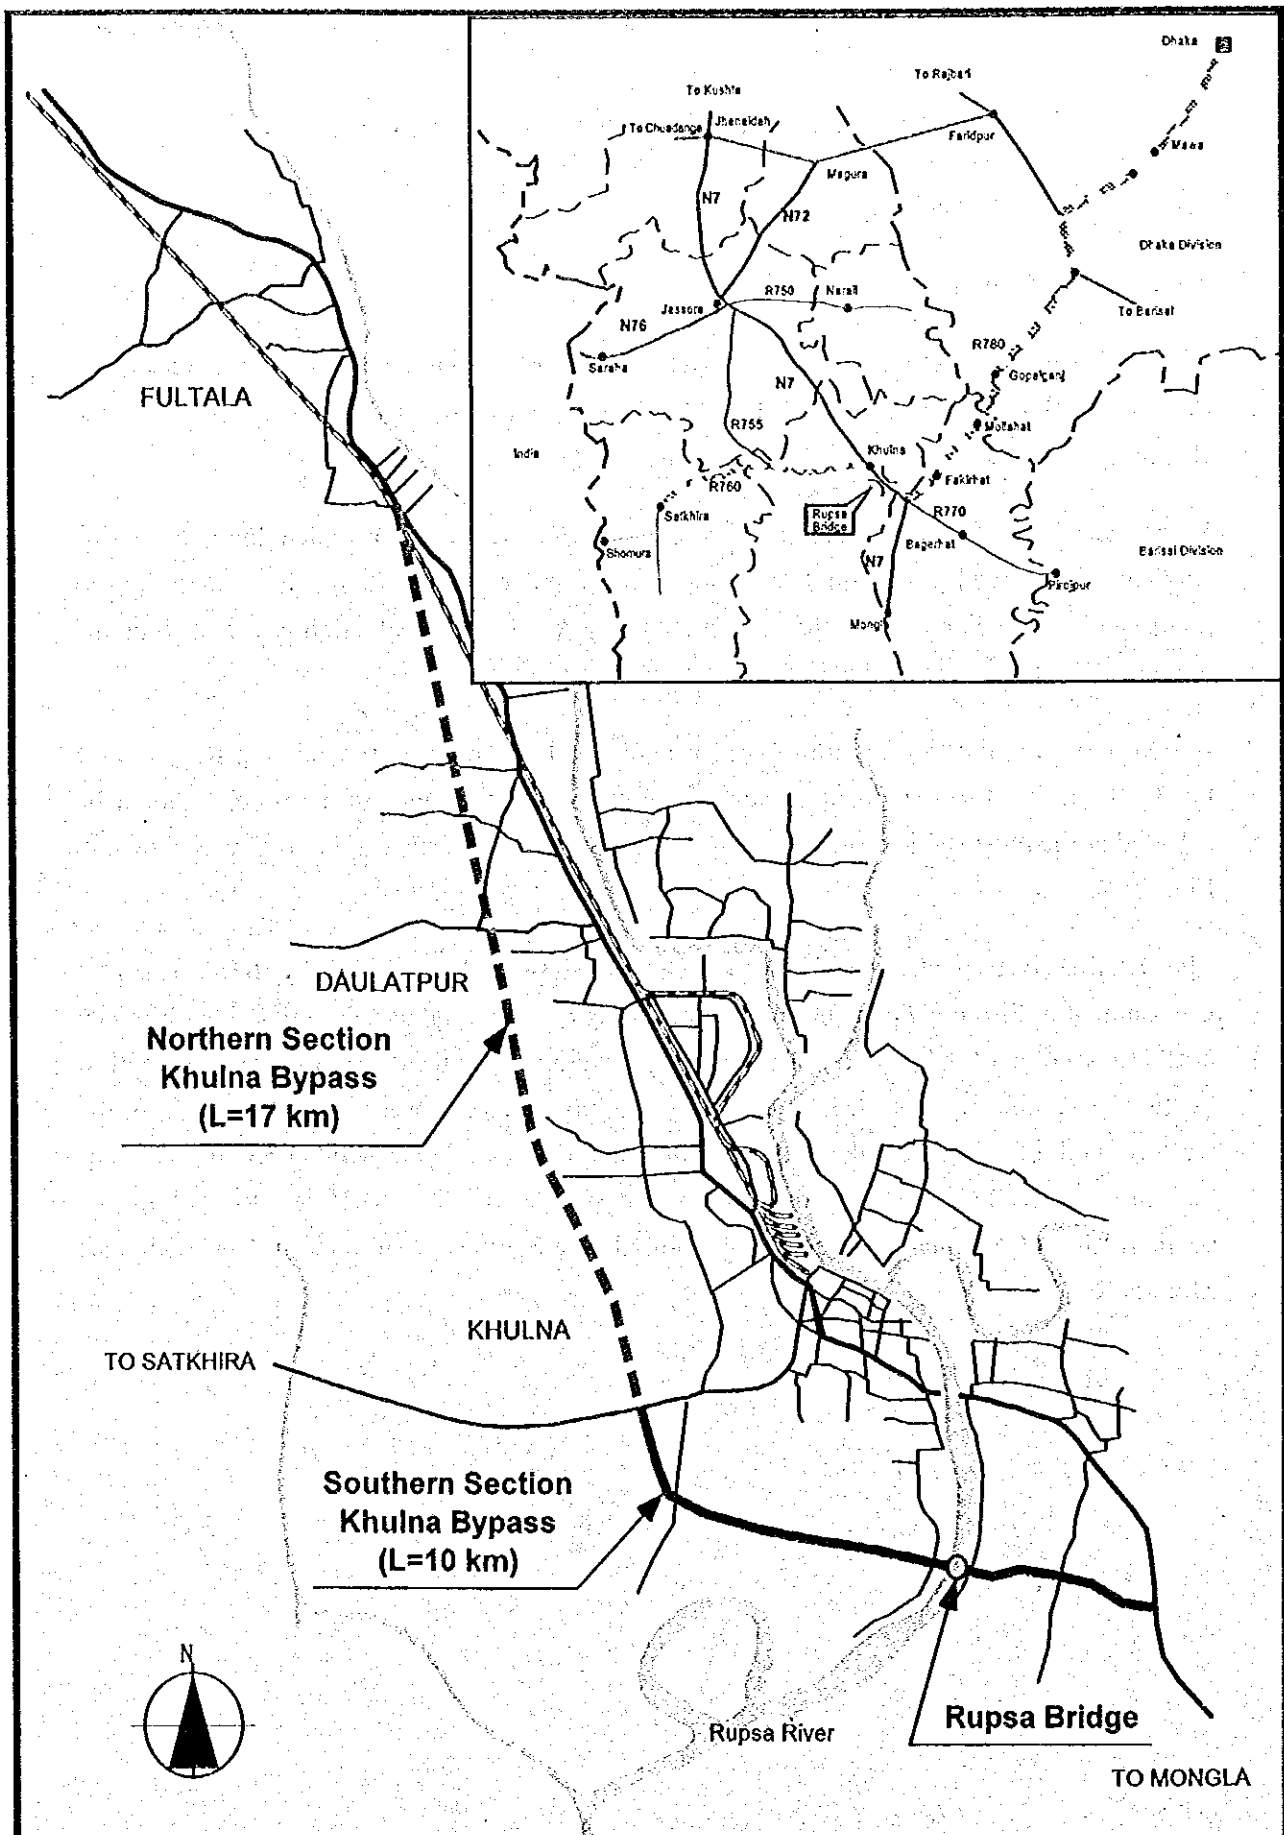 Dhaka
To Rajbari
To Kushtia
To Chuadanga
Jhenaidah
Faridpur
Mawa
Magura
N7
N72
Dhaka Division
R750
Narail
Jessore
To Barisal
N76
R780
Saraha
Gopalganj
N7
R755
Mollahat
India
Khulna
R760
Fakirhat
Satkhira
Rupsa
Bridge
R770
Shomura
Bagerhat
Barisal Division
N7
Pirojpur
Mongla
FULTALA
DAULATPUR
Northern Section
Khulna Bypass
(L=17 km)
KHULNA
TO SATKHIRA
Southern Section
Khulna Bypass
(L=10 km)
N
Rupsa River
Rupsa Bridge
TO MONGLA